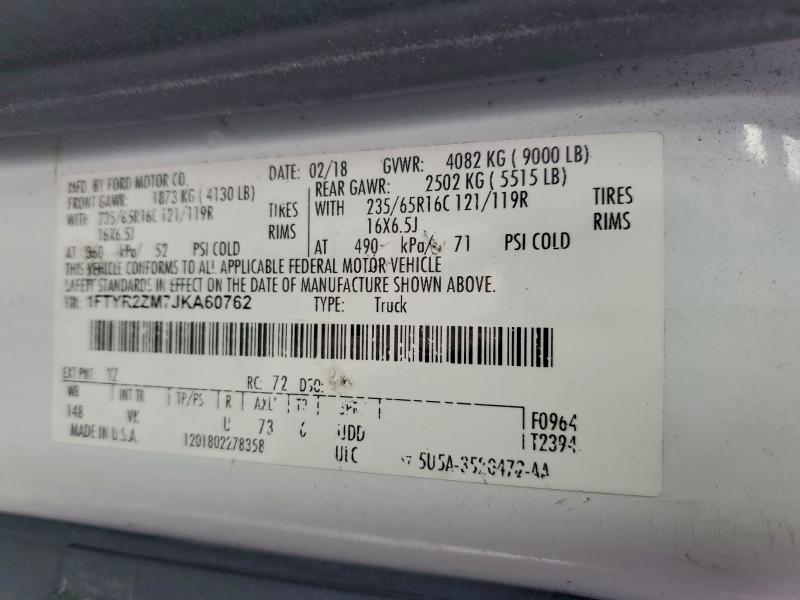 MFD. BY FORD MOTOR CO. DATE: 02/18 GVWR: 4082 KG ( 9000 LB)
FRONT GAWR: 1873 KG ( 4130 LB) REAR GAWR: 2502 KG ( 5515 LB)
WITH 235/65R16C 121/119R TIRES WITH 235/65R16C 121/119R TIRES
16X6.5J RIMS 16X6.5J RIMS
AT 360 kPa/ 52 PSI COLD AT 490 kPa/ 71 PSI COLD
THIS VEHICLE CONFORMS TO ALL APPLICABLE FEDERAL MOTOR VEHICLE
SAFETY STANDARDS IN EFFECT ON THE DATE OF MANUFACTURE SHOWN ABOVE.
VIN: 1FTYR2ZM7JKA60762 TYPE: Truck
EXT PNT: YZ RC: 72 DSO:
WB INT TR TP/PS R AXLE TR SPR F0964
148 VK U 73 6 UDD T2394
MADE IN U.S.A. 1201802278358 UIC 5U5A-3520472-AA